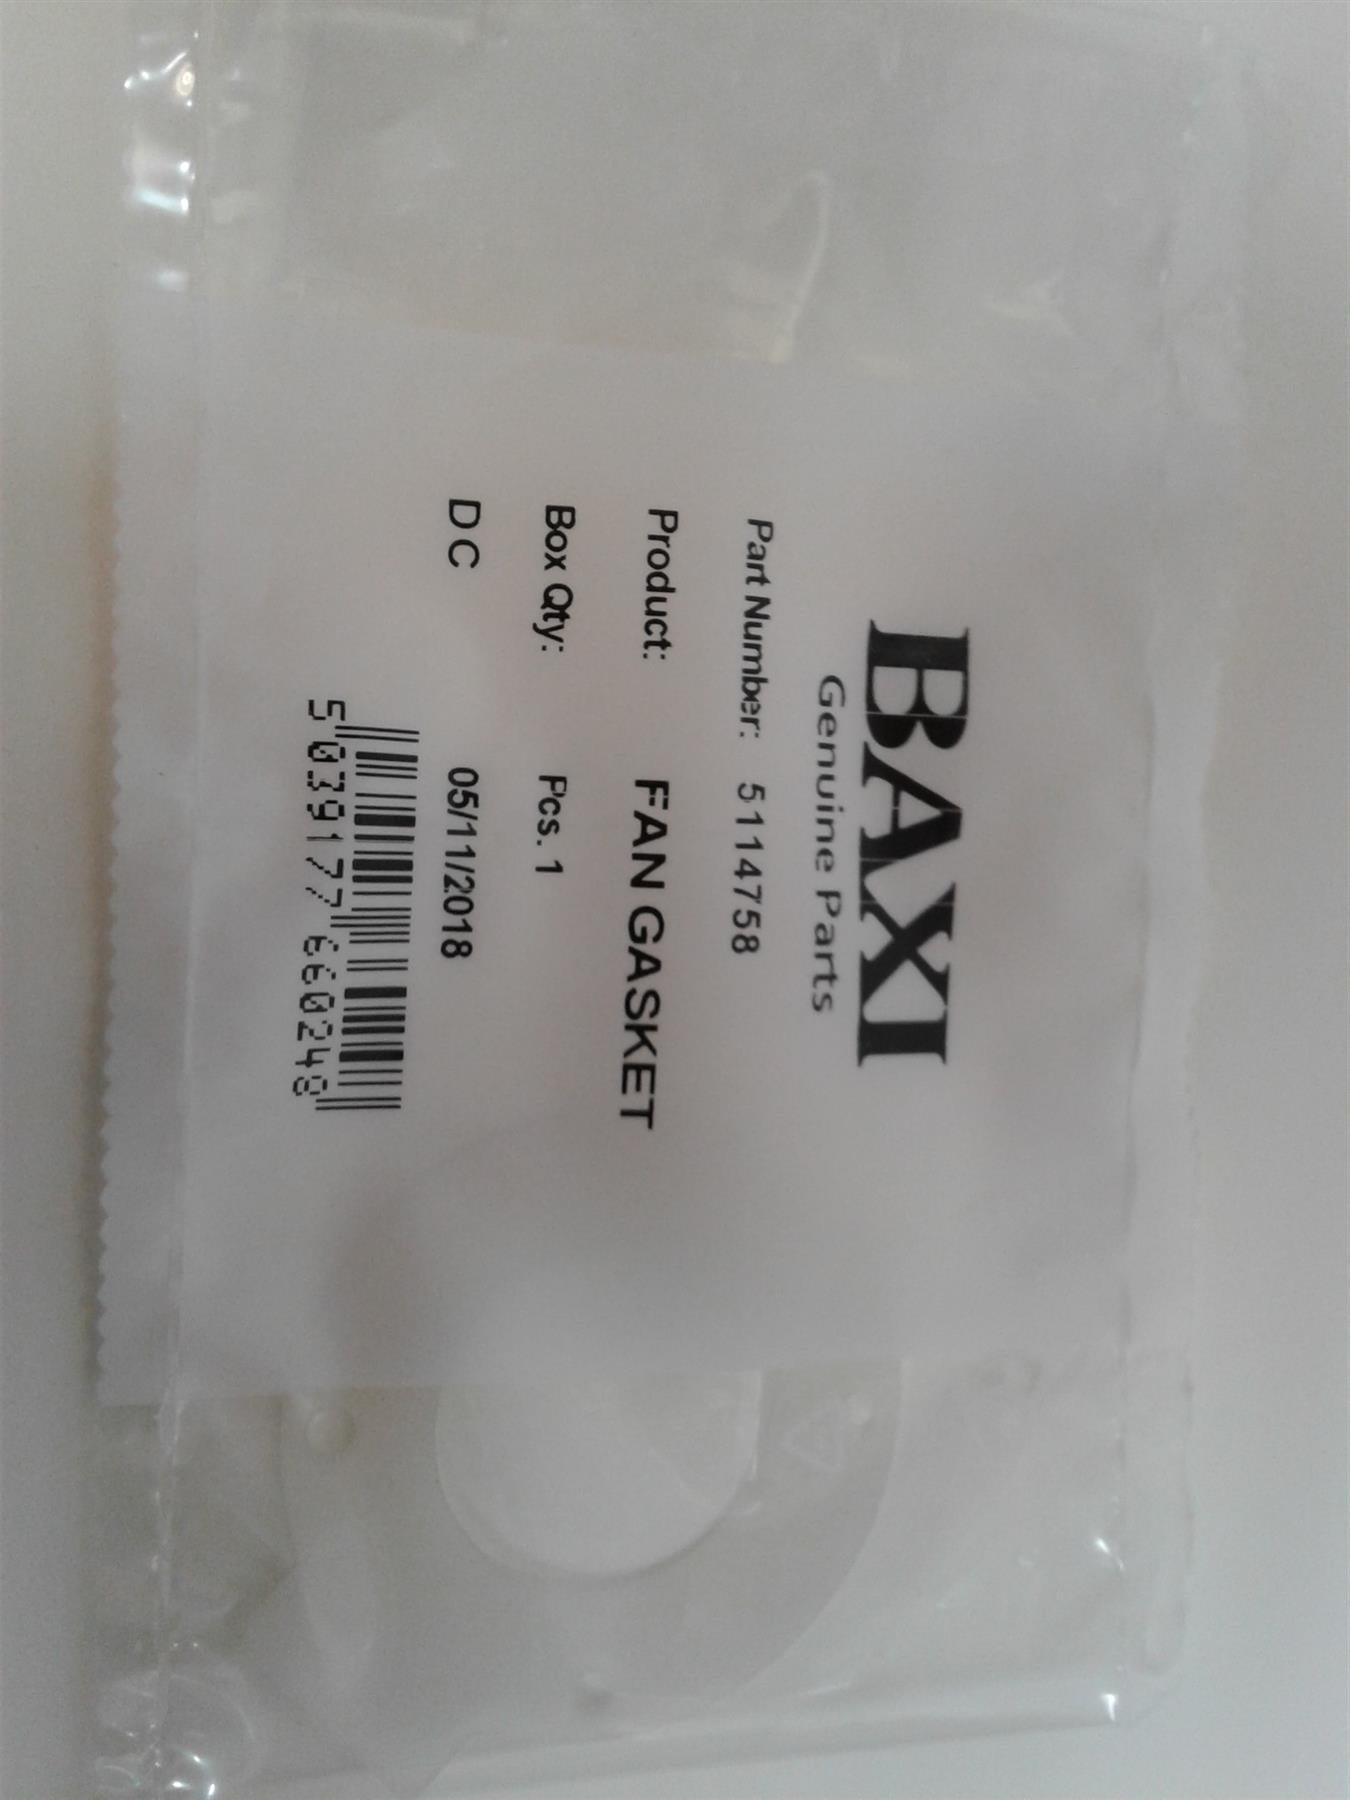 BAXI
Genuine Parts
Part Number: 5114758
Product: FAN GASKET
Box Qty: Pcs. 1
D C 05/11/2018
5 039177 660248